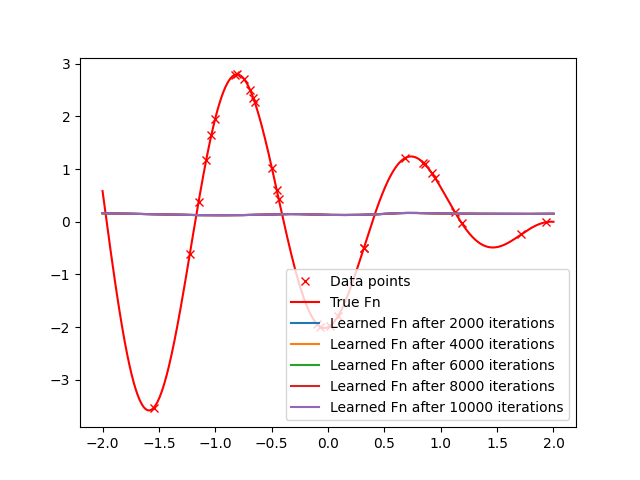 3
2
1
0
−1
−2
−3
Data points
True Fn
Learned Fn after 2000 iterations
Learned Fn after 4000 iterations
Learned Fn after 6000 iterations
Learned Fn after 8000 iterations
Learned Fn after 10000 iterations
−2.0 −1.5 −1.0 −0.5 0.0 0.5 1.0 1.5 2.0